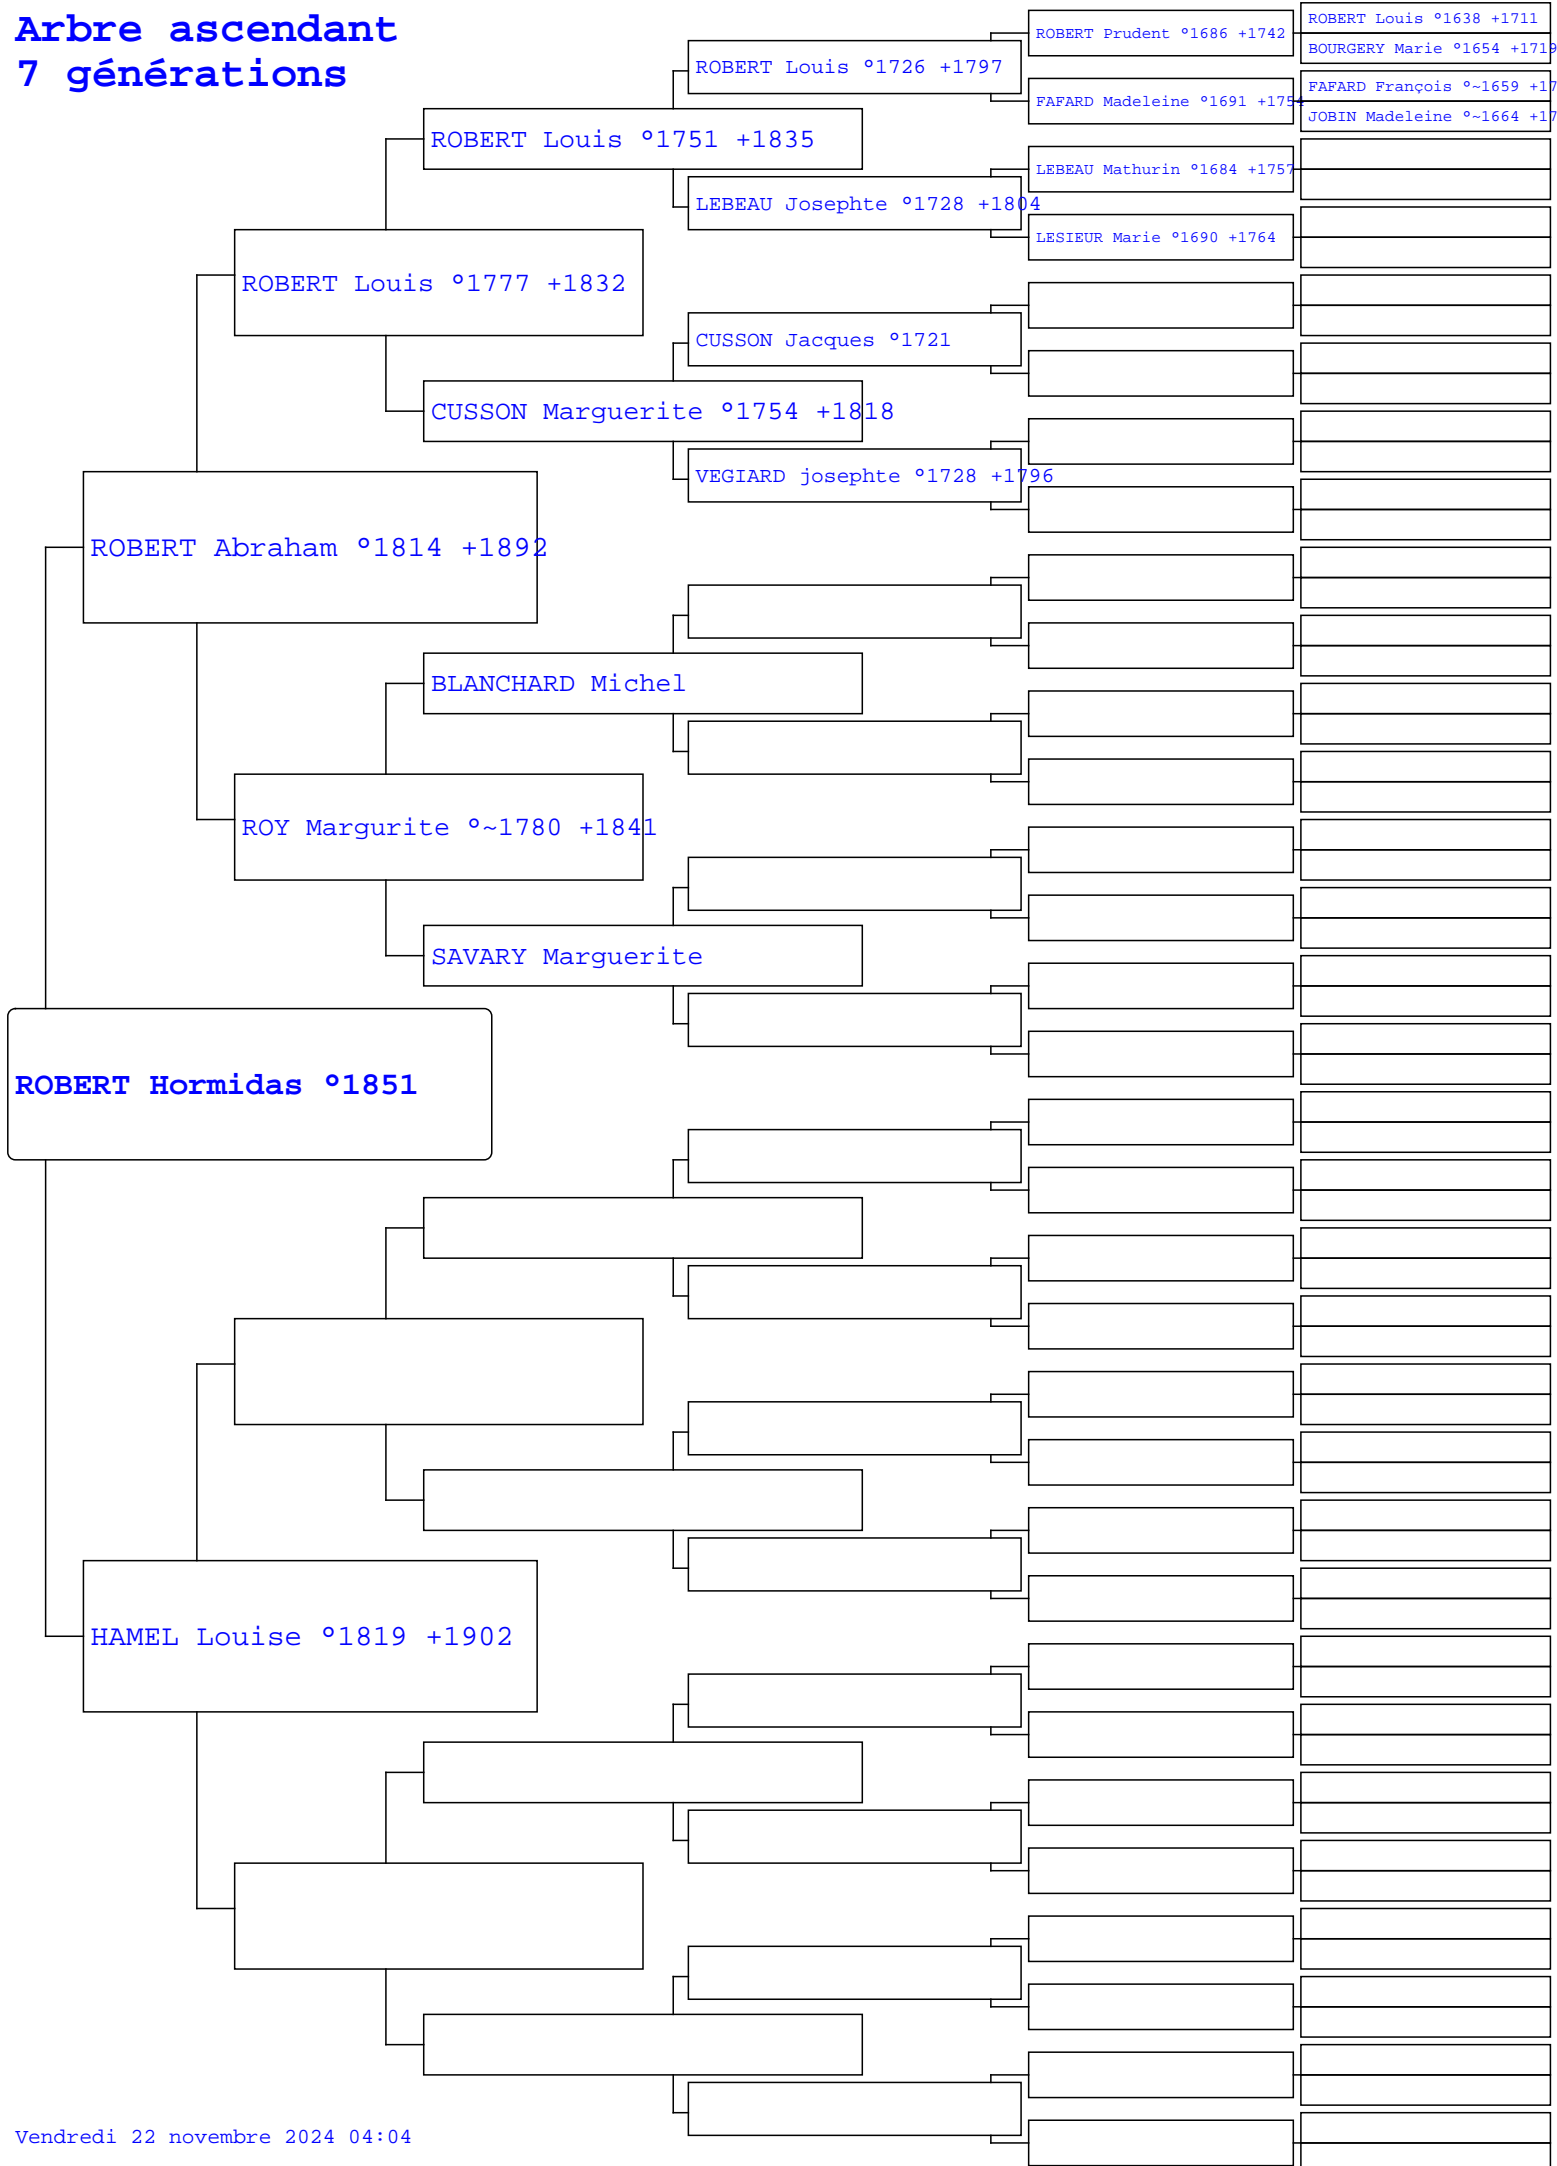 Arbre ascendant
7 générations
ROBERT Louis °1638 +1711
ROBERT Prudent °1686 +1742
BOURGERY Marie °1654 +1719
ROBERT Louis °1726 +1797
FAFARD François °~1659 +17
FAFARD Madeleine °1691 +1754
JOBIN Madeleine °~1664 +17
ROBERT Louis °1751 +1835
LEBEAU Mathurin °1684 +1757
LEBEAU Josephte °1728 +1804
LESIEUR Marie °1690 +1764
ROBERT Louis °1777 +1832
CUSSON Jacques °1721
CUSSON Marguerite °1754 +1818
VEGIARD josephte °1728 +1796
ROBERT Abraham °1814 +1892
BLANCHARD Michel
ROY Margurite °~1780 +1841
SAVARY Marguerite
ROBERT Hormidas °1851
HAMEL Louise °1819 +1902
Vendredi 22 novembre 2024 04:04